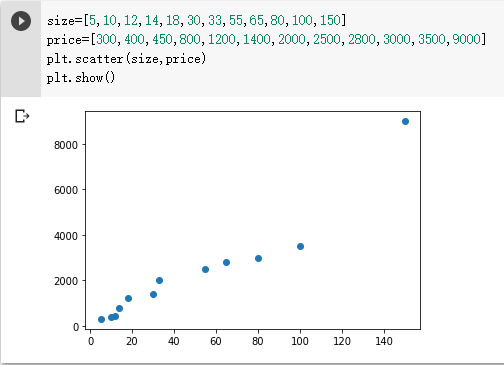 size=[5,10,12,14,18,30,33,55,65,80,100,150]
price=[300,400,450,800,1200,1400,2000,2500,2800,3000,3500,9000]
plt.scatter(size,price)
plt.show()
8000
6000
4000
2000
0
0 20 40 60 80 100 120 140